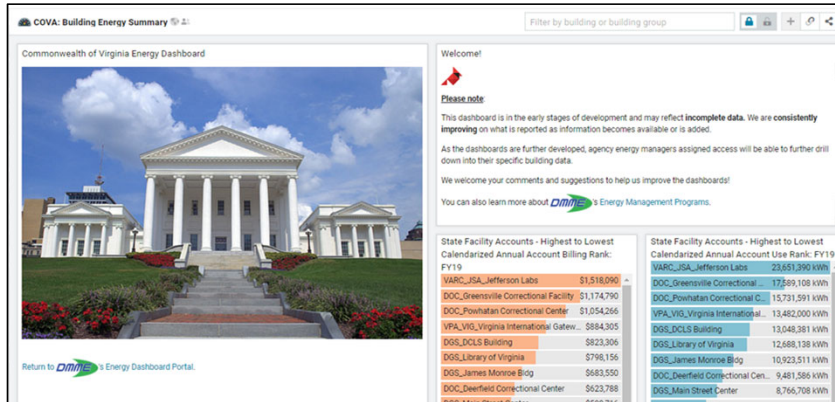 COVA: Building Energy Summary
Filter by building or building group
Commonwealth of Virginia Energy Dashboard
Return to DMME's Energy Dashboard Portal.
Welcome!
Please note:
This dashboard is in the early stages of development and may reflect incomplete data. We are consistently
improving on what is reported as information becomes available or is added.
As the dashboards are further developed, agency energy managers assigned access will be able to further drill
down into their specific building data.
We welcome your comments and suggestions to help us improve the dashboards!
You can also learn more about DMME's Energy Management Programs.
State Facility Accounts - Highest to Lowest
Calendarized Annual Account Billing Rank:
FY19
VARC_JSA_Jefferson Labs $1,518,090
DOC_Greensville Correctional Facility $1,174,790
DOC_Powhatan Correctional Center $1,054,266
VPA_VIG_Virginia International Gatew... $884,305
DGS_DCLS Building $823,306
DGS_Library of Virginia $798,156
DGS_James Monroe Bldg $683,550
DOC_Deerfield Correctional Center $623,788
State Facility Accounts - Highest to Lowest
Calendarized Annual Account Use Rank: FY19
VARC_JSA_Jefferson Labs 23,651,390 kWh
DOC_Greensville Correctional ... 17,589,108 kWh
DOC_Powhatan Correctional C... 15,731,591 kWh
VPA_VIG_Virginia International... 13,482,000 kWh
DGS_DCLS Building 13,048,381 kWh
DGS_Library of Virginia 12,688,138 kWh
DGS_James Monroe Bldg 10,923,511 kWh
DOC_Deerfield Correctional Cen... 9,481,586 kWh
DGS_Main Street Center 8,766,708 kWh